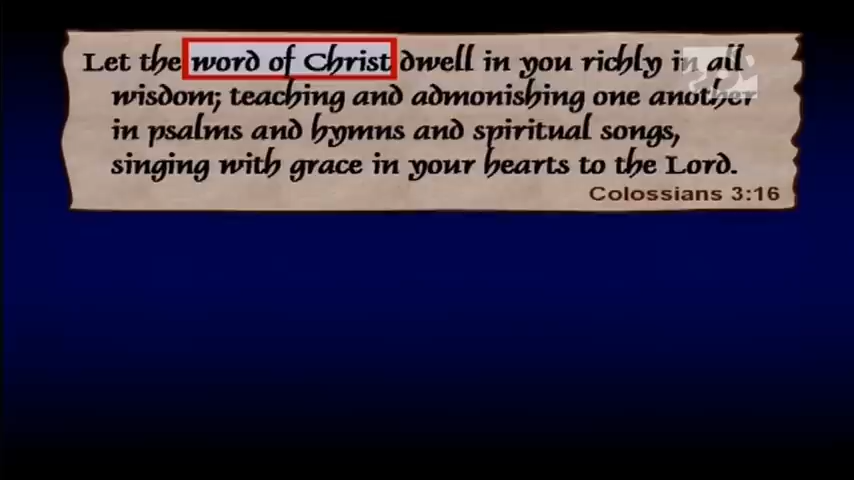 Let the word of Christ dwell in you richly in all
wisdom; teaching and admonishing one another
in psalms and hymns and spiritual songs,
singing with grace in your hearts to the Lord.
Colossians 3:16